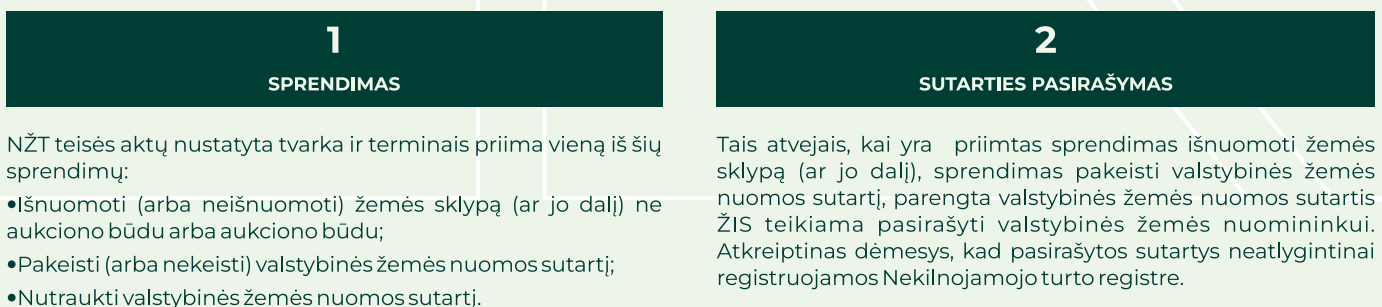 1
SPRENDIMAS
NŽT teisės aktų nustatyta tvarka ir terminais priima vieną iš šių
sprendimų:
•Išnuomoti (arba neišnuomoti) žemės sklypą (ar jo dalį) ne
aukciono būdu arba aukciono būdu;
•Pakeisti (arba nekeisti) valstybinės žemės nuomos sutartį;
•Nutraukti valstybinės žemės nuomos sutartį.
2
SUTARTIES PASIRAŠYMAS
Tais atvejais, kai yra priimtas sprendimas išnuomoti žemės
sklypą (ar jo dalį), sprendimas pakeisti valstybinės žemės
nuomos sutartį, parengta valstybinės žemės nuomos sutartis
ŽIS teikiama pasirašyti valstybinės žemės nuomininkui.
Atkreiptinas dėmesys, kad pasirašytos sutartys neatlygintinai
registruojamos Nekilnojamojo turto registre.